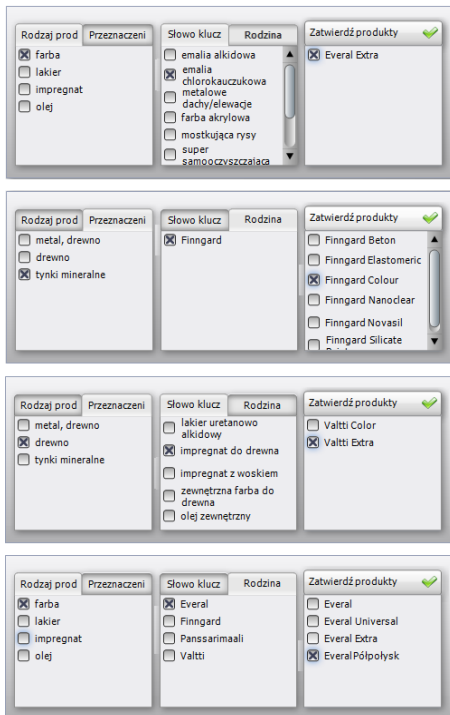 Rodzaj prod Przeznaczeni Słowo klucz Rodzina Zatwierdź produkty
farba
lakier
impregnat
olej
emalia alkidowa
emalia
chlorokauczukowa
metalowe
dachy/elewacje
farba akrylowa
mostkująca rysy
super
samooczyszczająca
Everal Extra
Rodzaj prod Przeznaczeni Słowo klucz Rodzina Zatwierdź produkty
metal, drewno
drewno
tynki mineralne
Finngard
Finngard Beton
Finngard Elastomeric
Finngard Colour
Finngard Nanoclear
Finngard Novasil
Finngard Silicate
Rodzaj prod Przeznaczeni Słowo klucz Rodzina Zatwierdź produkty
metal, drewno
drewno
tynki mineralne
lakier uretanowo
alkidowy
impregnat do drewna
impregnat z woskiem
zewnętrzna farba do
drewna
olej zewnętrzny
Valtti Color
Valtti Extra
Rodzaj prod Przeznaczeni Słowo klucz Rodzina Zatwierdź produkty
farba
lakier
impregnat
olej
Everal
Finngard
Panssarimaali
Valtti
Everal
Everal Universal
Everal Extra
EveralPółpołysk